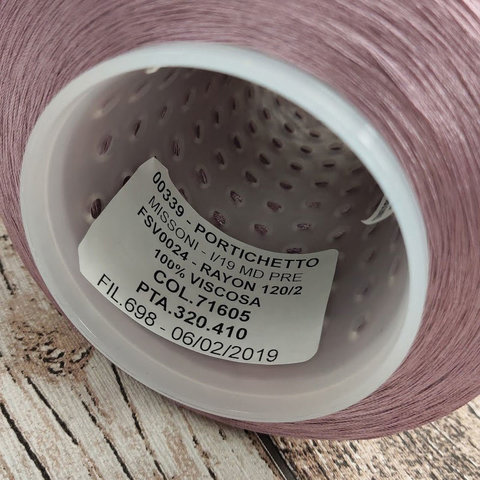 00339 - PORTICHETTO
MISSONI - I/19 MD PRE
FSV0024 - RAYON 120/2
100% VISCOSA
COL.71605
PTA.320.410
FIL.698 - 06/02/2019